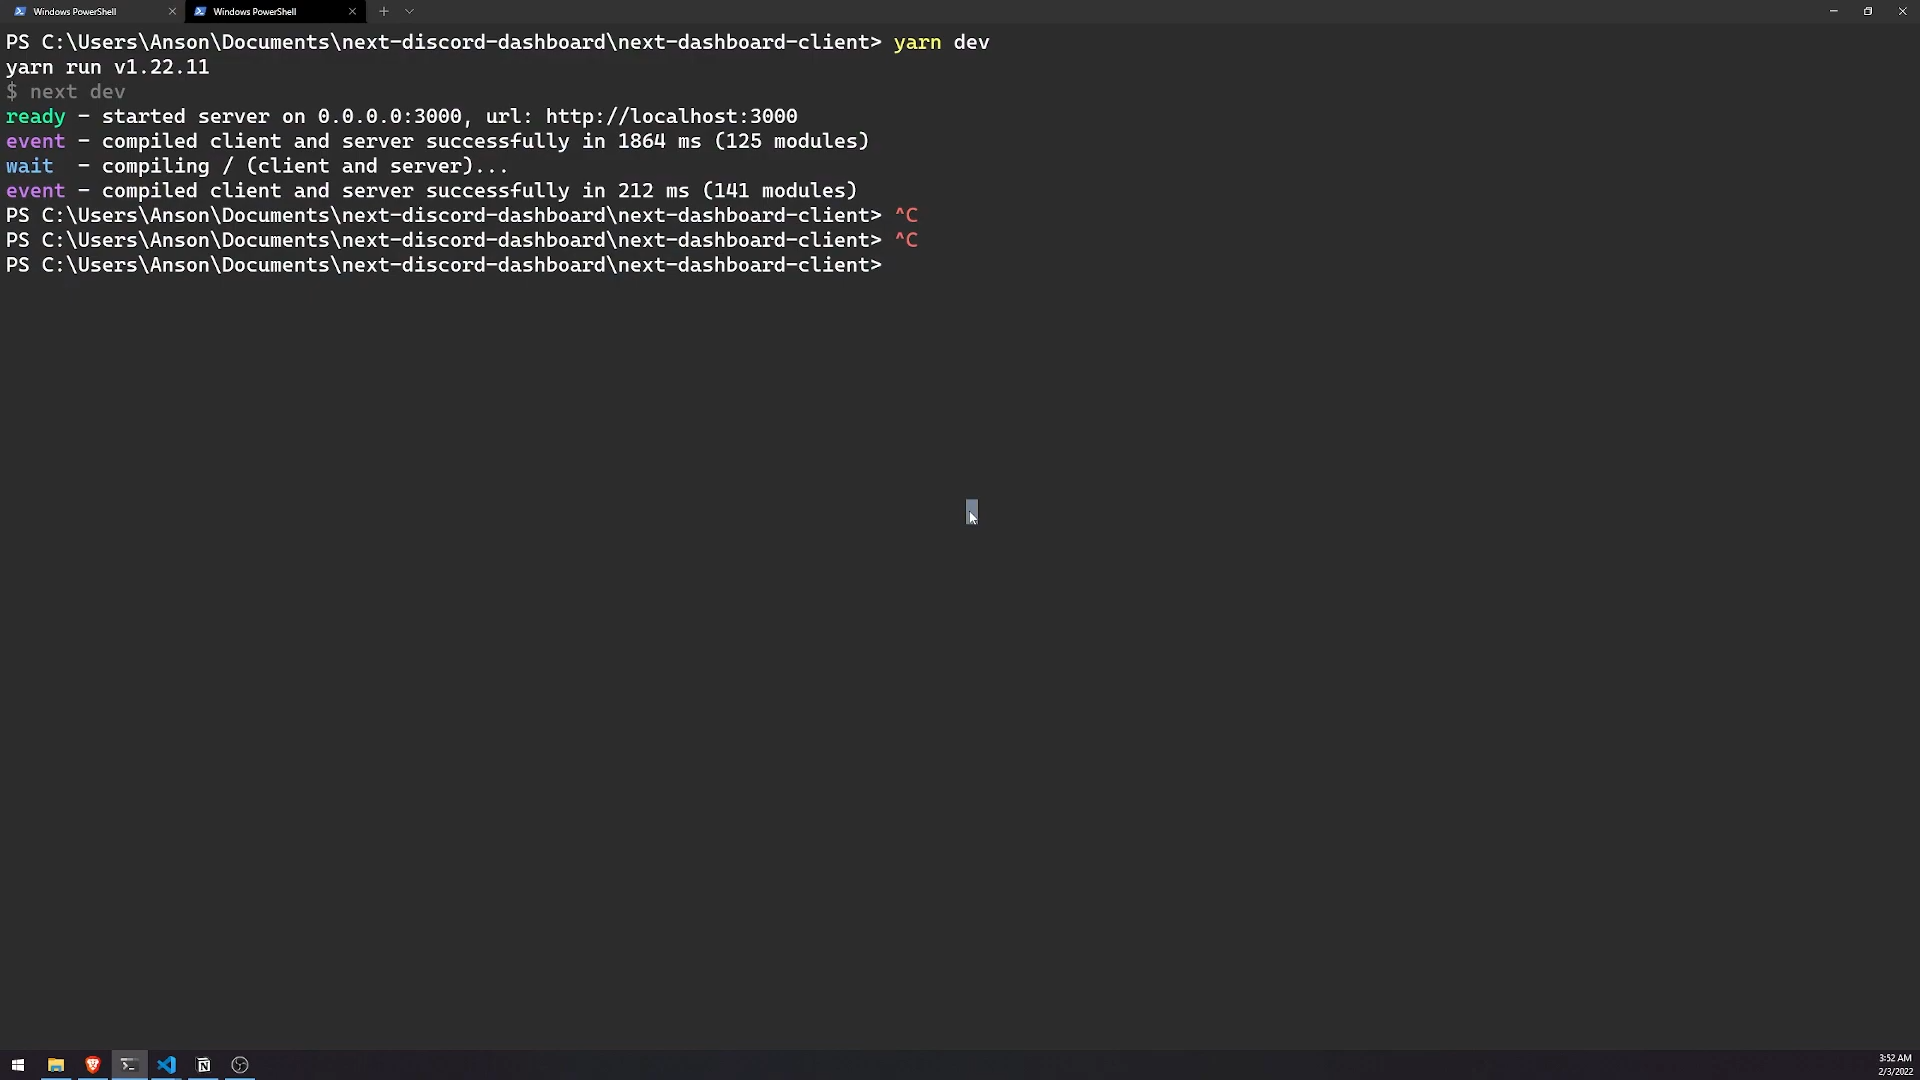 Windows PowerShell
Windows PowerShell
PS C:\Users\Anson\Documents\next-discord-dashboard\next-dashboard-client> yarn dev
yarn run v1.22.11
$ next dev
ready - started server on 0.0.0.0:3000, url: http://localhost:3000
event - compiled client and server successfully in 1864 ms (125 modules)
wait  - compiling / (client and server)...
event - compiled client and server successfully in 212 ms (141 modules)
PS C:\Users\Anson\Documents\next-discord-dashboard\next-dashboard-client> ^C
PS C:\Users\Anson\Documents\next-discord-dashboard\next-dashboard-client> ^C
PS C:\Users\Anson\Documents\next-discord-dashboard\next-dashboard-client>
3:52 AM
2/3/2022